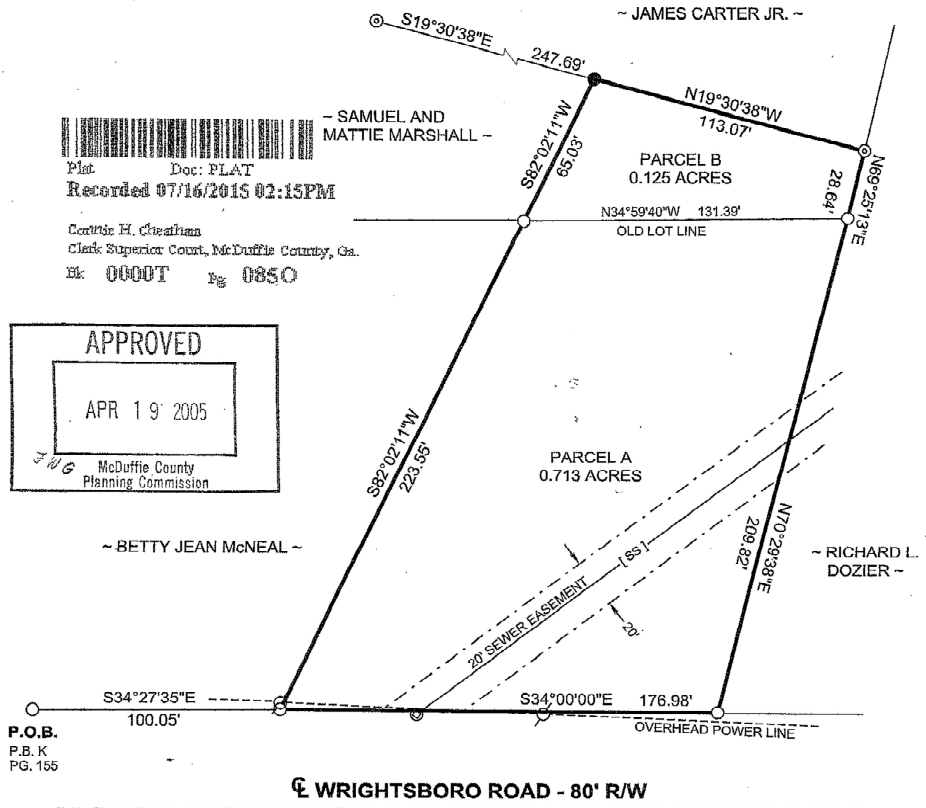 ~ JAMES CARTER JR. ~
S19°30'38"E
247.69'
N19°30'38"W
113.07'
~ SAMUEL AND
MATTIE MARSHALL ~
S82°02'11"W
65.03'
PARCEL B
0.125 ACRES
N69°25'13"E
28.64'
Plat Doc: PLAT
Recorded 07/16/2015 02:15PM
N34°59'40"W 131.39'
OLD LOT LINE
Connie H. Cheatham
Clerk Superior Court, McDuffie County, Ga.
Bk 0000T Pg 085O
APPROVED
APR 19 2005
McDuffie County
Planning Commission
S82°02'11"W
223.55'
PARCEL A
0.713 ACRES
N70°29'38"E
209.82'
~ BETTY JEAN McNEAL ~
~ RICHARD L.
DOZIER ~
[ SS ]
20' SEWER EASEMENT
20'
S34°27'35"E
100.05'
S34°00'00"E 176.98'
OVERHEAD POWER LINE
P.O.B.
P.B. K
PG. 155
℄ WRIGHTSBORO ROAD - 80' R/W